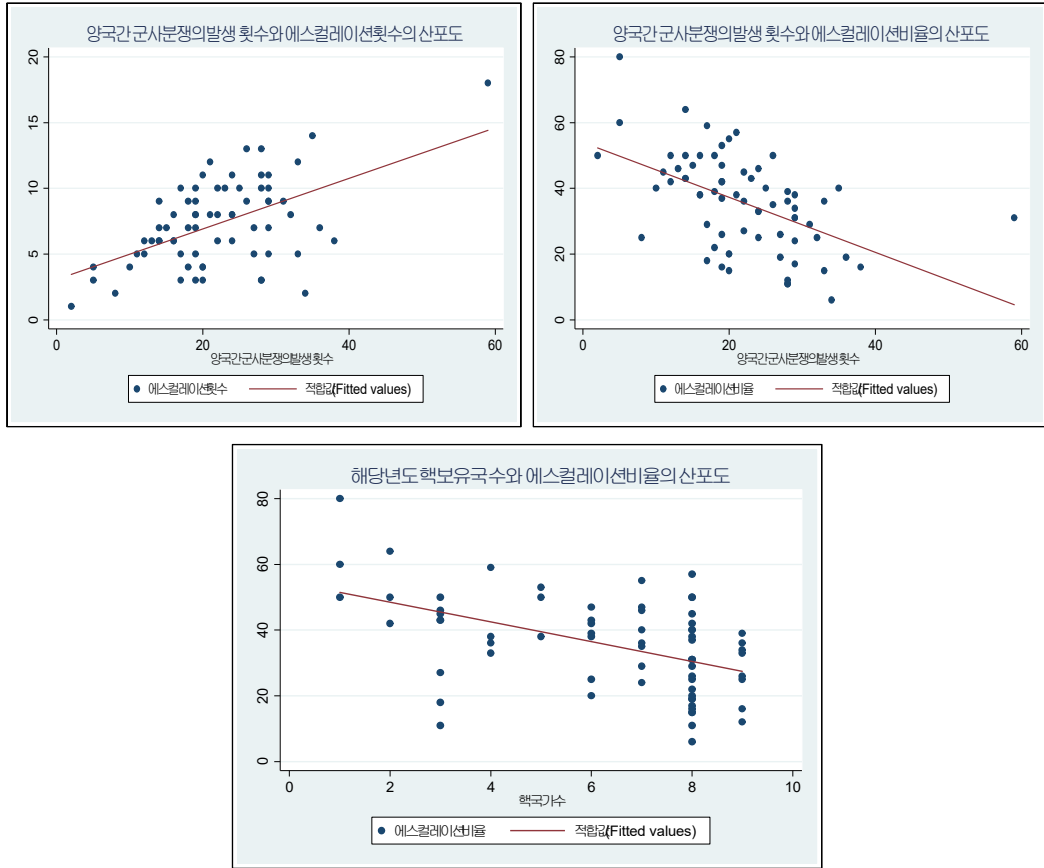 양국간 군사분쟁의발생 횟수와 에스컬레이션횟수의 산포도
20
15
10
5
0
0 20 40 60
양국간군사분쟁의발생 횟수
에스컬레이션횟수 적합값(Fitted values)
양국간 군사분쟁의발생 횟수와 에스컬레이션비율의 산포도
80
60
40
20
0
0 20 40 60
양국간군사분쟁의발생 횟수
에스컬레이션비율 적합값(Fitted values)
해당년도 핵보유국 수와 에스컬레이션비율의 산포도
80
60
40
20
0
0 2 4 6 8 10
핵국가수
에스컬레이션비율 적합값(Fitted values)